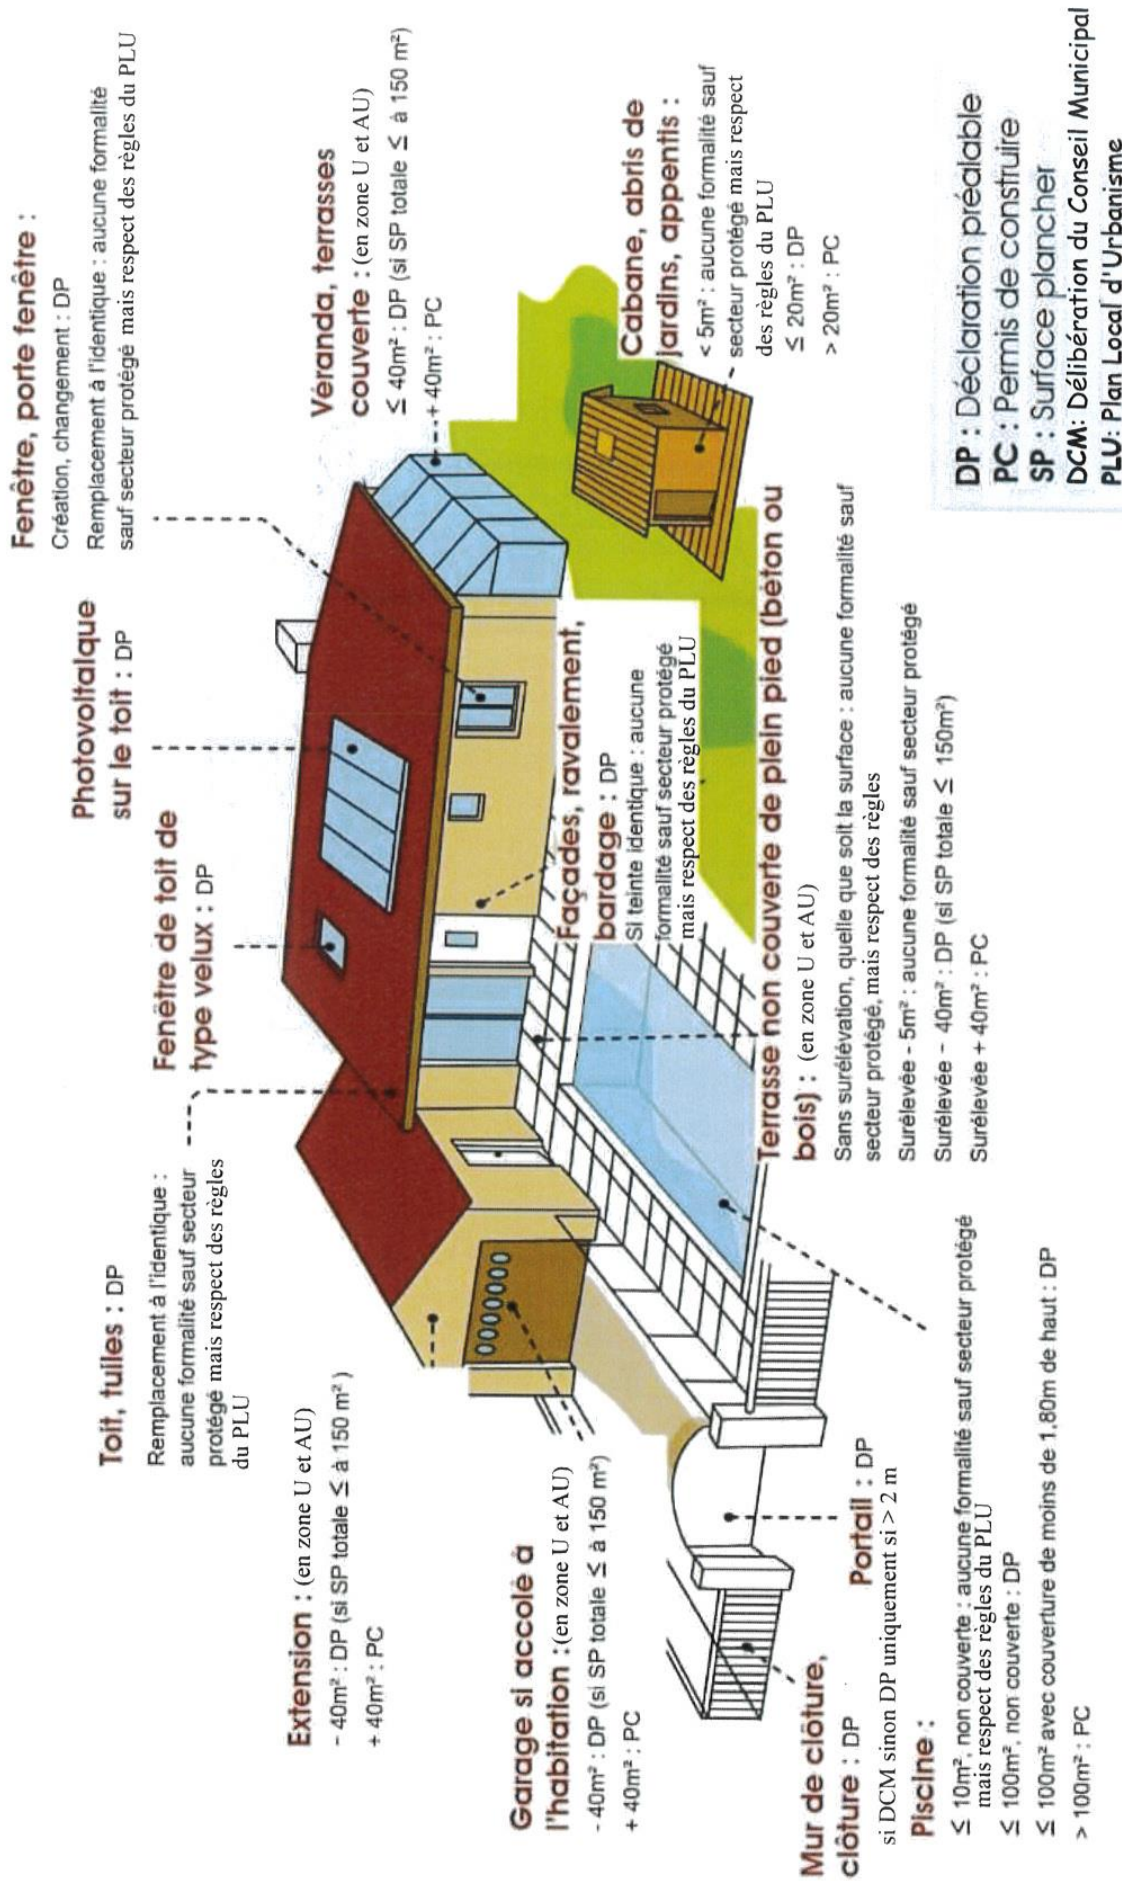 Fenêtre, porte fenêtre :
Création, changement : DP
Remplacement à l'identique : aucune formalité
sauf secteur protégé mais respect des règles du PLU
Photovoltaïque
sur le toit : DP
Fenêtre de toit de
type velux : DP
Toit, tuiles : DP
Remplacement à l'identique :
aucune formalité sauf secteur
protégé mais respect des règles
du PLU
Véranda, terrasses
couverte : (en zone U et AU)
≤ 40m² : DP (si SP totale ≤ à 150 m²)
+ 40m² : PC
Extension : (en zone U et AU)
- 40m² : DP (si SP totale ≤ à 150 m²)
+ 40m² : PC
Garage si accolé à
l'habitation : (en zone U et AU)
- 40m² : DP (si SP totale ≤ à 150 m²)
+ 40m² : PC
Façades, ravalement,
bardage : DP
Si teinte identique : aucune
formalité sauf secteur protégé
mais respect des règles du PLU
Cabane, abris de
jardins, appentis :
< 5m² : aucune formalité sauf
secteur protégé mais respect
des règles du PLU
≤ 20m² : DP
> 20m² : PC
Terrasse non couverte de plein pied (béton ou
bois) : (en zone U et AU)
Sans surélévation, quelle que soit la surface : aucune formalité sauf
secteur protégé, mais respect des règles
Surélevée - 5m² : aucune formalité sauf secteur protégé
Surélevée - 40m² : DP (si SP totale ≤ 150m²)
Surélevée + 40m² : PC
Mur de clôture,
clôture : DP
Portail : DP
si DCM sinon DP uniquement si > 2 m
Piscine :
≤ 10m², non couverte : aucune formalité sauf secteur protégé
mais respect des règles du PLU
≤ 100m², non couverte : DP
≤ 100m² avec couverture de moins de 1,80m de haut : DP
> 100m² : PC
DP : Déclaration préalable
PC : Permis de construire
SP : Surface plancher
DCM: Délibération du Conseil Municipal
PLU: Plan Local d'Urbanisme